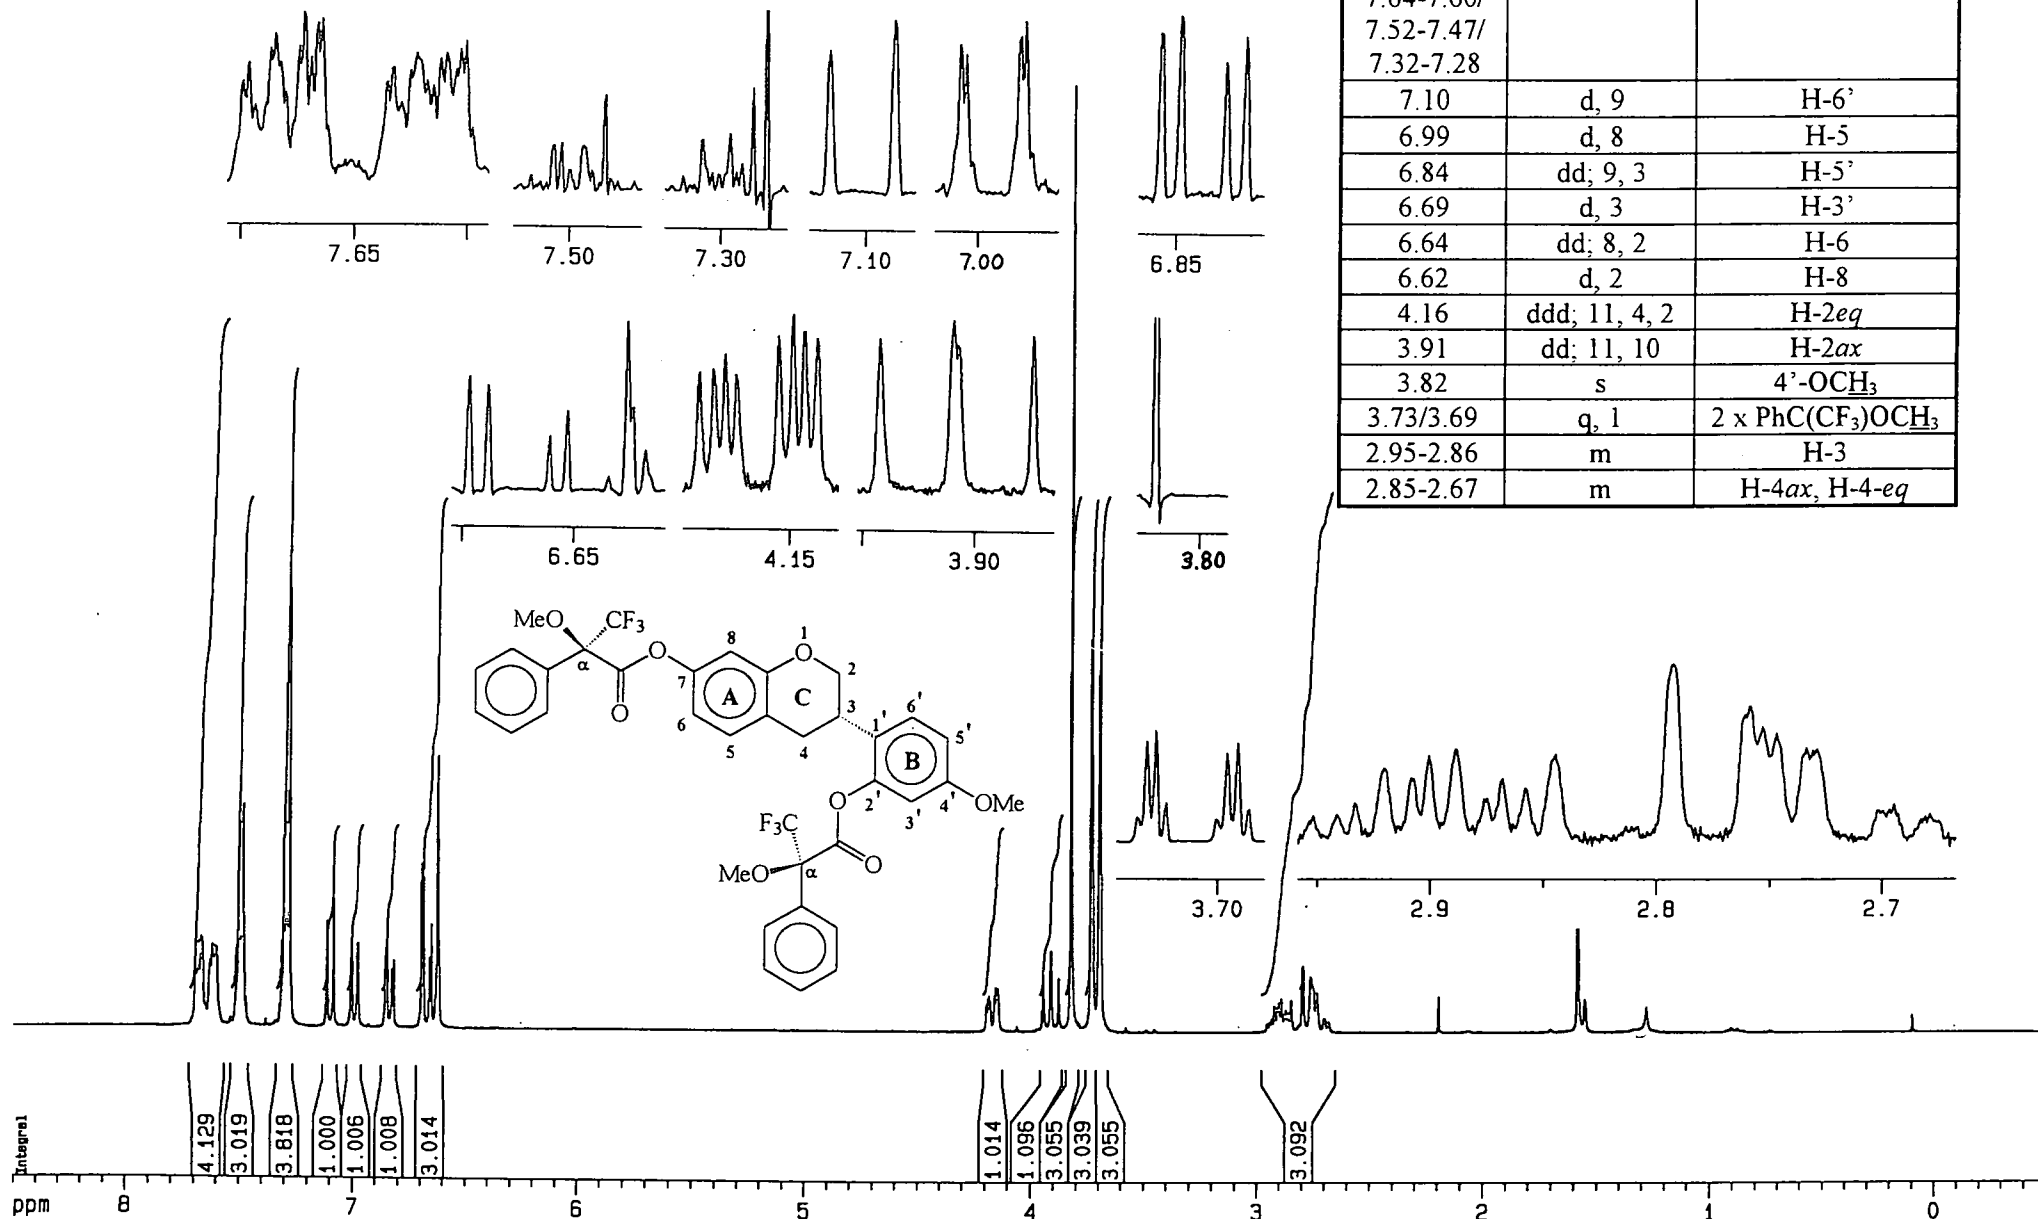 7.64-7.60/
7.52-7.47/
7.32-7.28
7.10 d, 9 H-6'
6.99 d, 8 H-5
6.84 dd; 9, 3 H-5'
6.69 d, 3 H-3'
6.64 dd; 8, 2 H-6
6.62 d, 2 H-8
4.16 ddd; 11, 4, 2 H-2eq
3.91 dd; 11, 10 H-2ax
3.82 s 4'-OCH3
3.73/3.69 q, 1 2 x PhC(CF3)OCH3
2.95-2.86 m H-3
2.85-2.67 m H-4ax, H-4-eq
7.65 7.50 7.30 7.10 7.00 6.85
6.65 4.15 3.90 3.80
MeO CF3
α
O
O
7
8
A
6
5
O
1
2
C
3
4
1'
6'
5'
B
2'
3'
4'
OMe
O
F3C
O
MeO
α
3.70 2.9 2.8 2.7
Integral
4.129 3.019 3.818 1.000 1.006 1.008 3.014 1.014 1.096 3.055 3.039 3.055 3.092
ppm 8 7 6 5 4 3 2 1 0